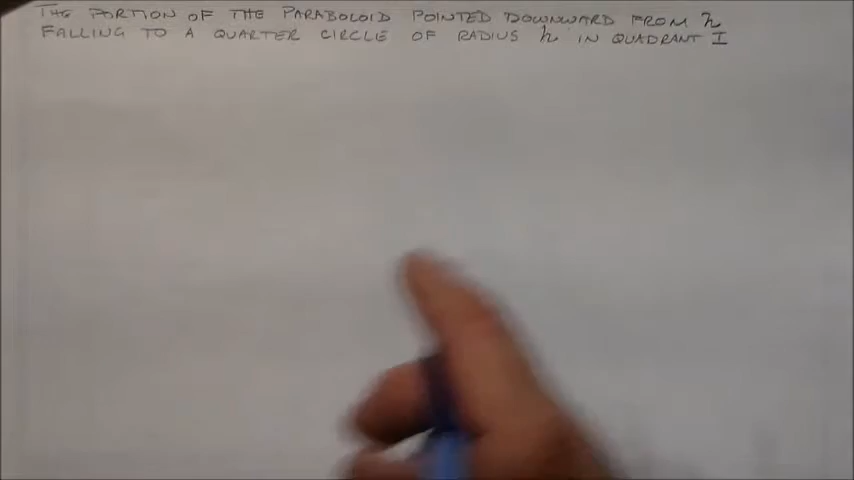 THE PORTION OF THE PARABOLOID POINTED DOWNWARD FROM h
FALLING TO A QUARTER CIRCLE OF RADIUS h IN QUADRANT I